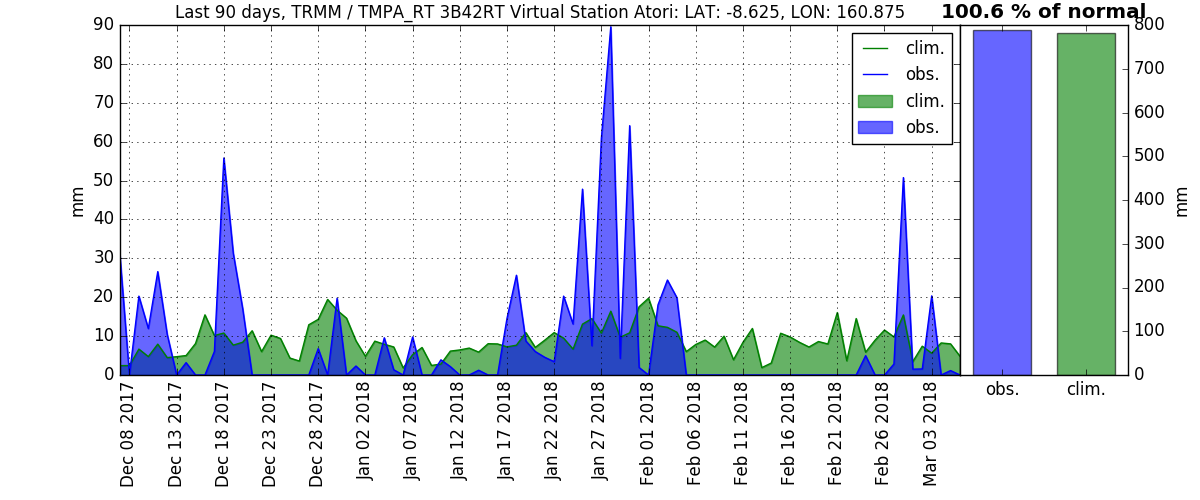 Last 90 days, TRMM / TMPA_RT 3B42RT Virtual Station Atori: LAT: -8.625, LON: 160.875
100.6 % of normal
90
80
70
60
50
40
30
20
10
0
mm
clim.
obs.
clim.
obs.
800
700
600
500
400
300
200
100
0
mm
Dec 08 2017
Dec 13 2017
Dec 18 2017
Dec 23 2017
Dec 28 2017
Jan 02 2018
Jan 07 2018
Jan 12 2018
Jan 17 2018
Jan 22 2018
Jan 27 2018
Feb 01 2018
Feb 06 2018
Feb 11 2018
Feb 16 2018
Feb 21 2018
Feb 26 2018
Mar 03 2018
obs.
clim.